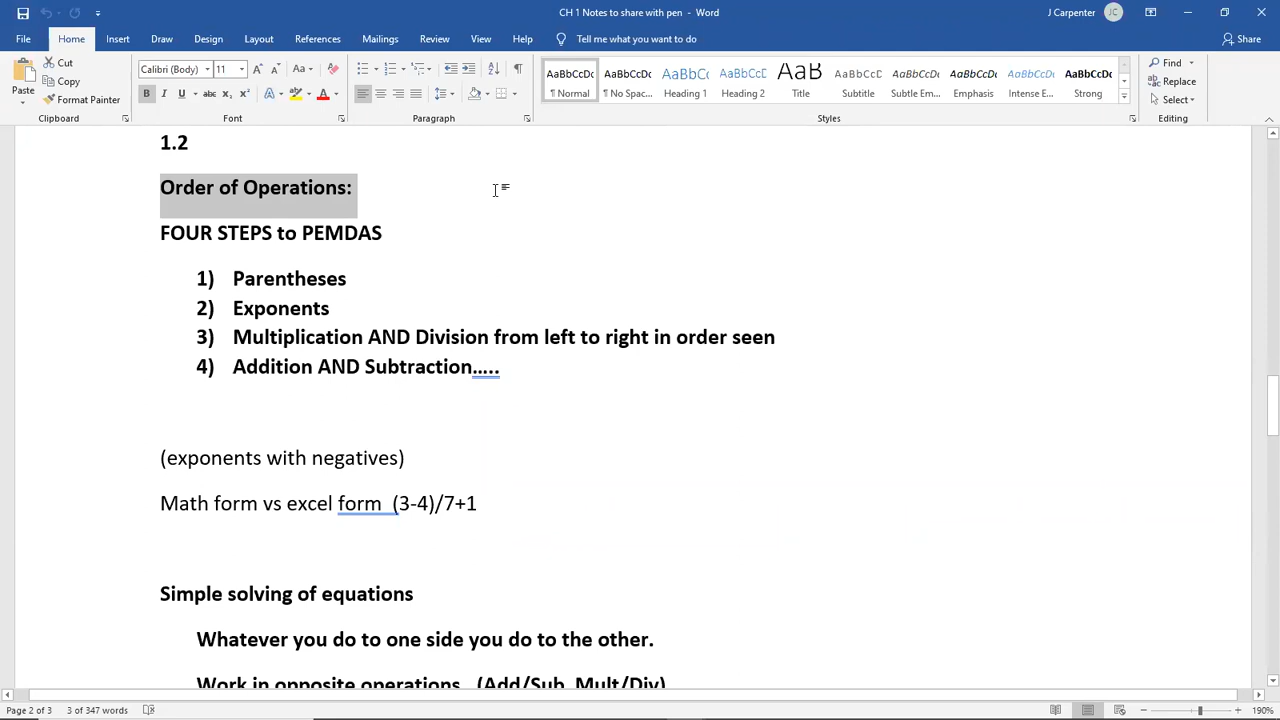 CH 1 Notes to share with pen - Word
J Carpenter JC
File Home Insert Draw Design Layout References Mailings Review View Help Tell me what you want to do Share
Paste Cut Copy Format Painter
Calibri (Body) 11
AaBbCcDc ¶ Normal
AaBbCcDc ¶ No Spac...
AaBbCc Heading 1
AaBbCcD Heading 2
AaB Title
AaBbCcD Subtitle
AaBbCcDc Subtle Em...
AaBbCcDc Emphasis
AaBbCcDc Intense E...
AaBbCcDc Strong
Find
Replace
Select
Clipboard Font Paragraph Styles Editing
1.2
Order of Operations:
FOUR STEPS to PEMDAS
1) Parentheses
2) Exponents
3) Multiplication AND Division from left to right in order seen
4) Addition AND Subtraction.....
(exponents with negatives)
Math form vs excel form (3-4)/7+1
Simple solving of equations
Whatever you do to one side you do to the other.
Work in opposite operations (Add/Sub Mult/Div)
Page 2 of 3 3 of 347 words 190%